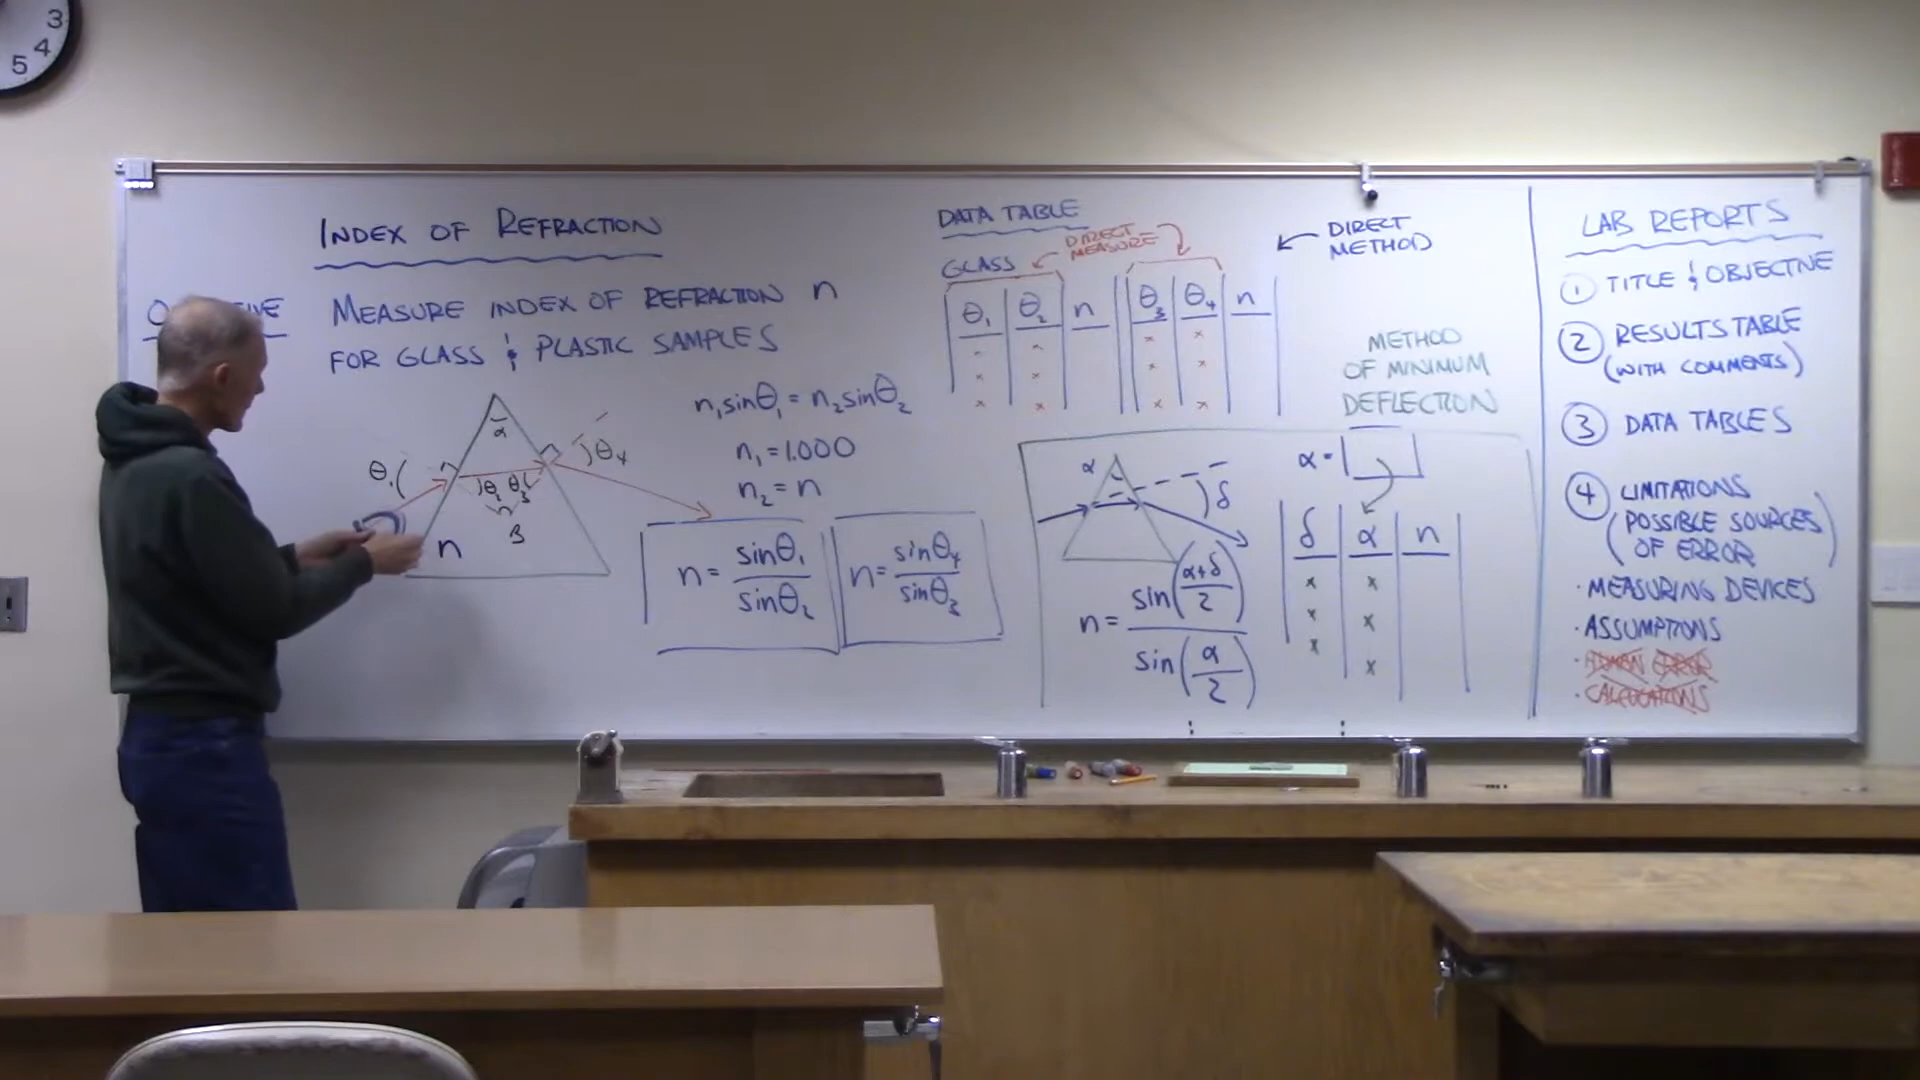 3
4
5
INDEX OF REFRACTION
MEASURE INDEX OF REFRACTION n
FOR GLASS & PLASTIC SAMPLES
α
θ₁
θ₂ θ₃
θ₄
β
n
n₁sinθ₁ = n₂sinθ₂
n₁ = 1.000
n₂ = n
n = sinθ₁/sinθ₂
n = sinθ₄/sinθ₃
DATA TABLE
DIRECT
MEASURE
GLASS
θ₁ θ₂ n θ₃ θ₄ n
x x
x x x x
x x x x
DIRECT
METHOD
METHOD
OF MINIMUM
DEFLECTION
α
δ
α =
n = sin((α+δ)/2)/sin(α/2)
δ α n
x x
x x
x x
LAB REPORTS
1 TITLE & OBJECTIVE
2 RESULTS TABLE
(WITH COMMENTS)
3 DATA TABLES
4 LIMITATIONS
(POSSIBLE SOURCES
OF ERROR)
· MEASURING DEVICES
· ASSUMPTIONS
· HUMAN ERROR
· CALCULATIONS